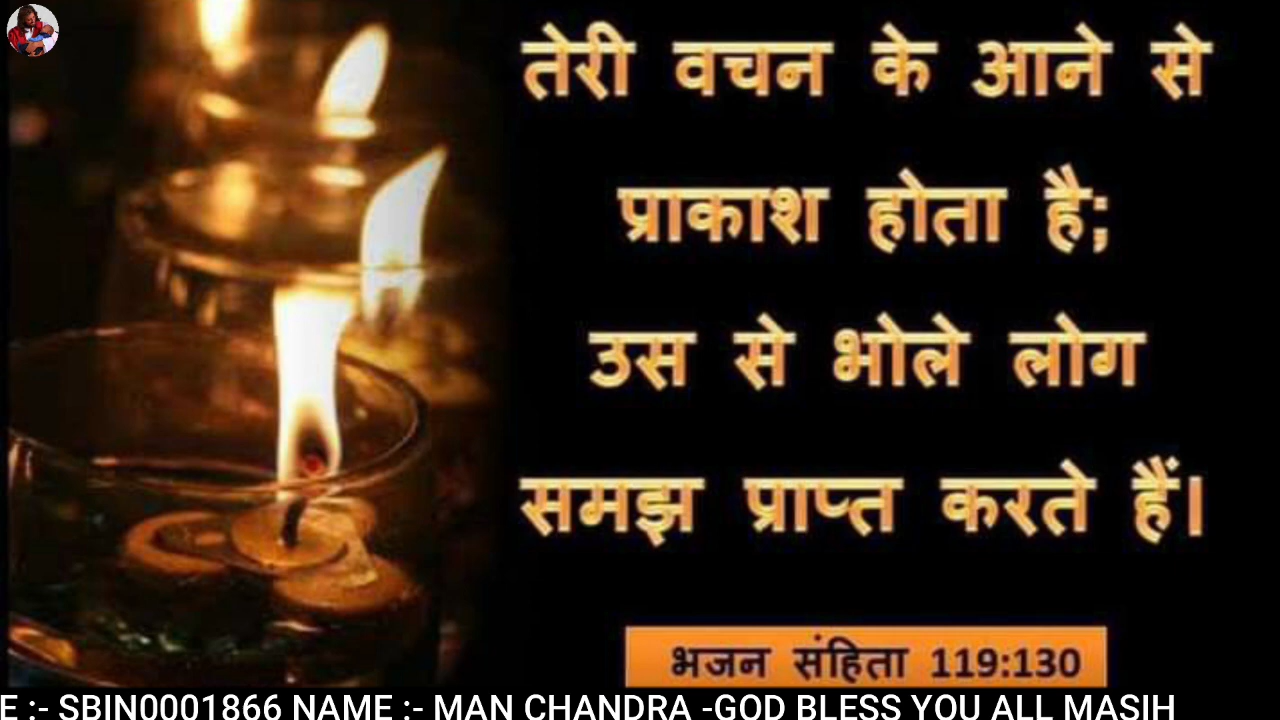 तेरी वचन के आने से
प्राकाश होता है;
उस से भोले लोग
समझ प्राप्त करते हैं।
भजन संहिता 119:130
E :- SBIN0001866 NAME :- MAN CHANDRA -GOD BLESS YOU ALL MASIH